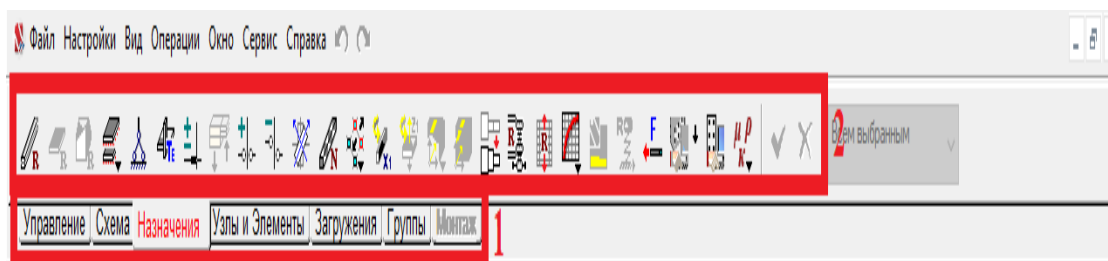 Файл Настройки Вид Операции Окно Сервис Справка
Всем выбранным
2
Управление Схема Назначения Узлы и Элементы Загружения Группы Монтаж
1